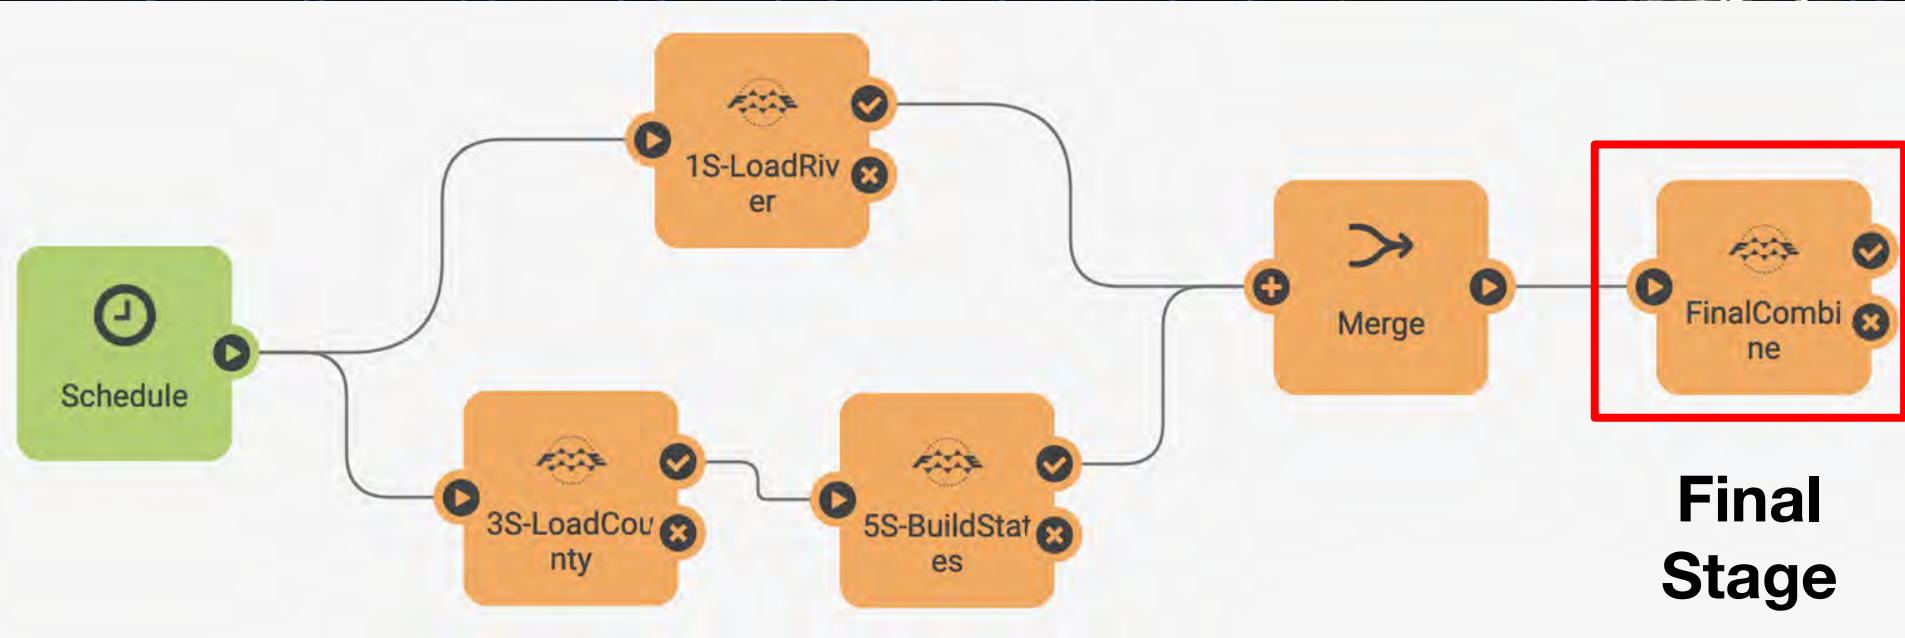 1S-LoadRiv
er
Schedule
3S-LoadCou
nty
5S-BuildStat
es
Merge
FinalCombi
ne
Final
Stage